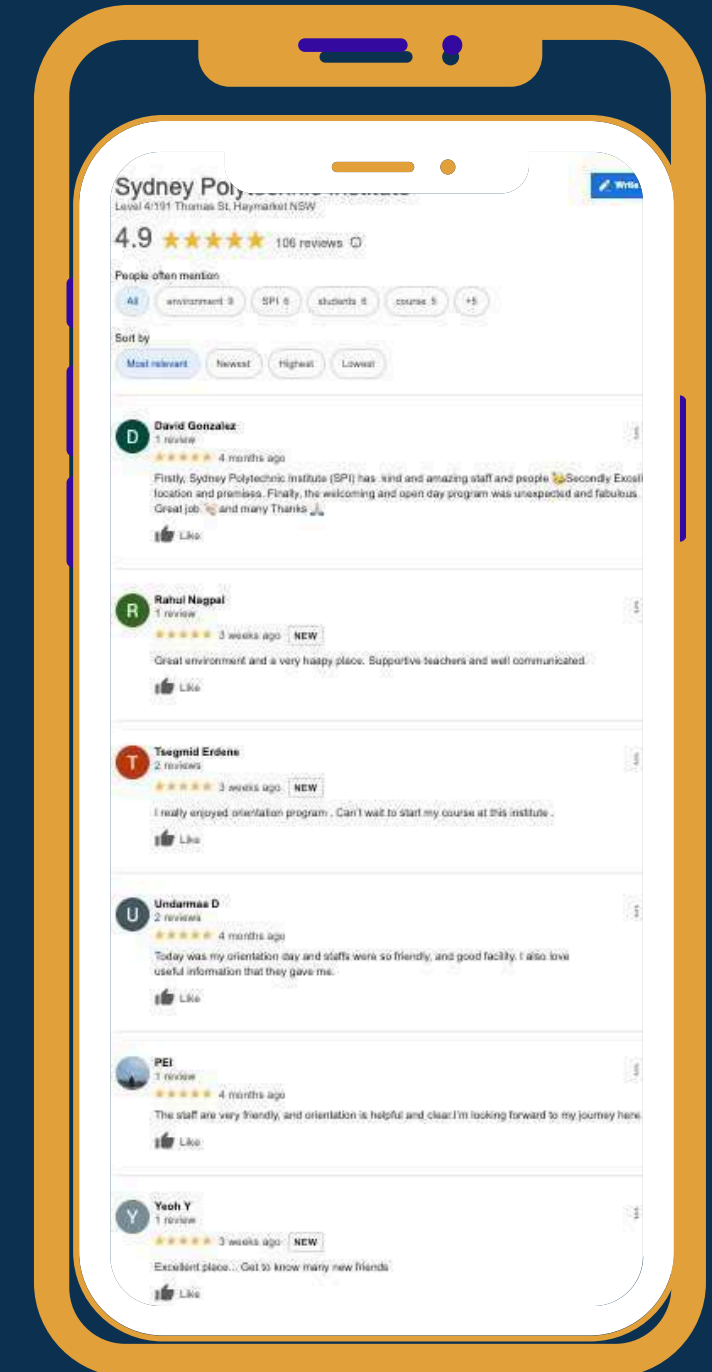 Sydney Polytechnic Institute
Level 4/191 Thomas St, Haymarket NSW
Write
4.9 106 reviews
People often mention
All environment 9 SPI 6 students 6 course 5 +5
Sort by
Most relevant Newest Highest Lowest
D David Gonzalez
1 review
4 months ago
Firstly, Sydney Polytechnic Institute (SPI) has kind and amazing staff and people 🥰Secondly Excell
location and premises. Finally, the welcoming and open day program was unexpected and fabulous.
Great job 👏🏻 and many Thanks 🙏🏻
Like
R Rahul Nagpal
1 review
3 weeks ago NEW
Great environment and a very haapy place. Supportive teachers and well communicated.
Like
T Tsegmid Erdene
2 reviews
3 weeks ago NEW
I really enjoyed orientation program . Can't wait to start my course at this institute .
Like
U Undarmaa D
2 reviews
4 months ago
Today was my orientation day and staffs were so friendly, and good facility. I also love
useful information that they gave me.
Like
PEI
1 review
4 months ago
The staff are very friendly, and orientation is helpful and clear.I'm looking forward to my journey here.
Like
Y Yeoh Y
1 review
3 weeks ago NEW
Excellent place... Get to know many new friends
Like